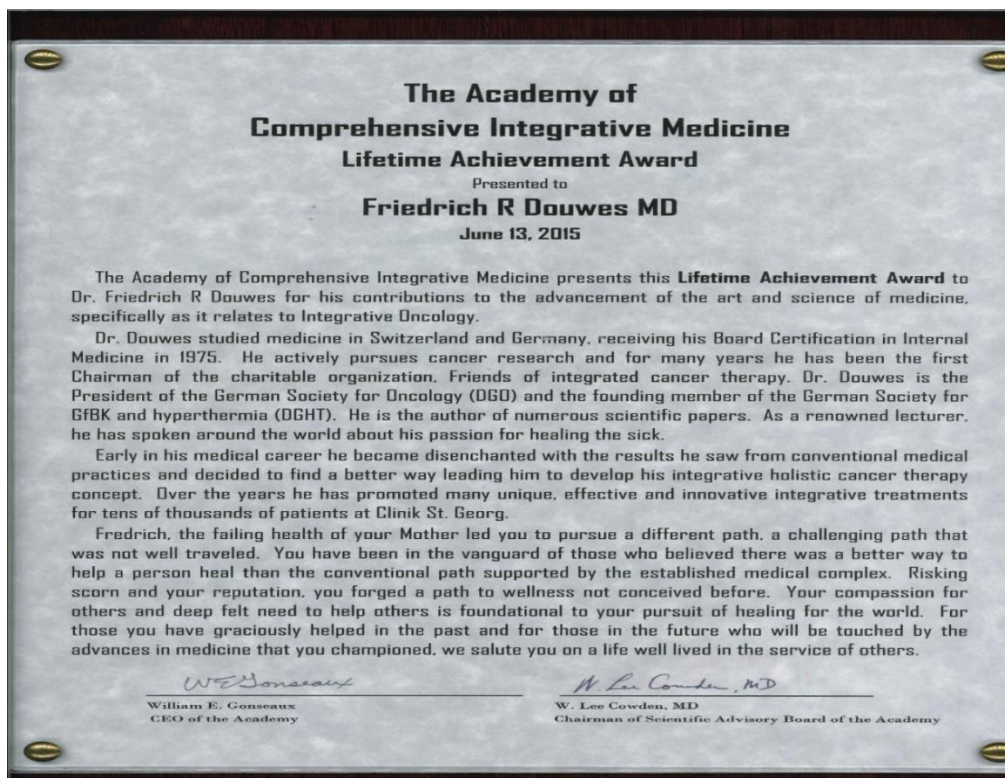 The Academy of
Comprehensive Integrative Medicine
Lifetime Achievement Award
Presented to
Friedrich R Douwes MD
June 13, 2015
The Academy of Comprehensive Integrative Medicine presents this Lifetime Achievement Award to
Dr. Friedrich R Douwes for his contributions to the advancement of the art and science of medicine,
specifically as it relates to Integrative Oncology.
Dr. Douwes studied medicine in Switzerland and Germany, receiving his Board Certification in Internal
Medicine in 1975. He actively pursues cancer research and for many years he has been the first
Chairman of the charitable organization, Friends of integrated cancer therapy. Dr. Douwes is the
President of the German Society for Oncology (DGO) and the founding member of the German Society for
GfBK and hyperthermia (DGHT). He is the author of numerous scientific papers. As a renowned lecturer,
he has spoken around the world about his passion for healing the sick.
Early in his medical career he became disenchanted with the results he saw from conventional medical
practices and decided to find a better way leading him to develop his integrative holistic cancer therapy
concept. Over the years he has promoted many unique, effective and innovative integrative treatments
for tens of thousands of patients at Clinik St. Georg.
Fredrich, the failing health of your Mother led you to pursue a different path, a challenging path that
was not well traveled. You have been in the vanguard of those who believed there was a better way to
help a person heal than the conventional path supported by the established medical complex. Risking
scorn and your reputation, you forged a path to wellness not conceived before. Your compassion for
others and deep felt need to help others is foundational to your pursuit of healing for the world. For
those you have graciously helped in the past and for those in the future who will be touched by the
advances in medicine that you championed, we salute you on a life well lived in the service of others.
WEGonseaux
W. Lee Cowden, MD
William E. Gonseaux
W. Lee Cowden, MD
CEO of the Academy
Chairman of Scientific Advisory Board of the Academy